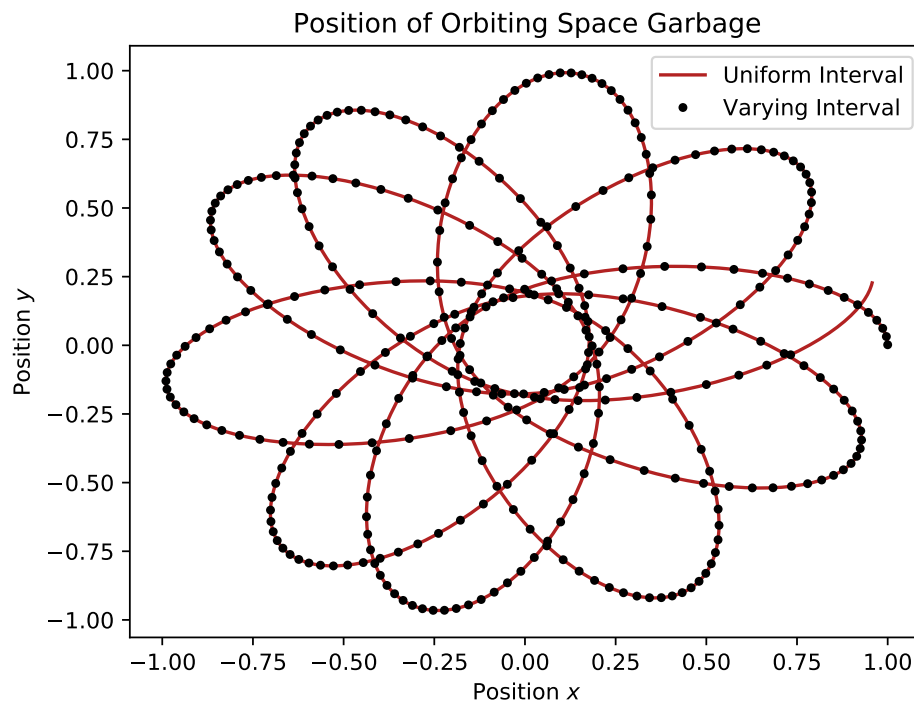 Position of Orbiting Space Garbage
Uniform Interval
Varying Interval
Position y
1.00
0.75
0.50
0.25
0.00
−0.25
−0.50
−0.75
−1.00
−1.00 −0.75 −0.50 −0.25 0.00 0.25 0.50 0.75 1.00
Position x